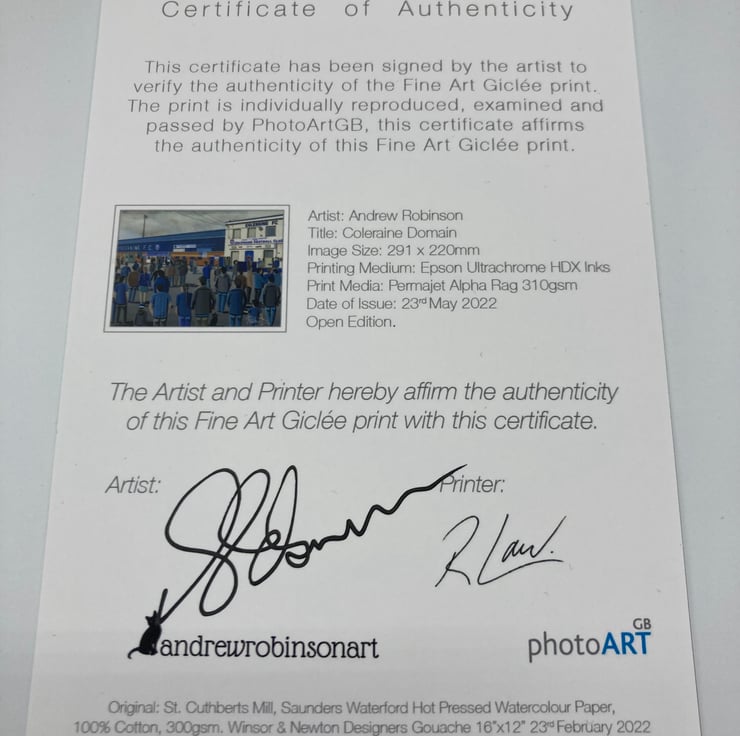 Certificate of Authenticity
This certificate has been signed by the artist to
verify the authenticity of the Fine Art Giclée print.
The print is individually reproduced, examined and
passed by PhotoArtGB, this certificate affirms
the authenticity of this Fine Art Giclée print.
COLERAINE FC
Artist: Andrew Robinson
Title: Coleraine Domain
Image Size: 291 x 220mm
Printing Medium: Epson Ultrachrome HDX Inks
Print Media: Permajet Alpha Rag 310gsm
Date of Issue: 23rd May 2022
Open Edition.
The Artist and Printer hereby affirm the authenticity
of this Fine Art Giclée print with this certificate.
Artist:
Printer:
R Law.
andrewrobinsonart
photoARTGB
Original: St. Cuthberts Mill, Saunders Waterford Hot Pressed Watercolour Paper,
100% Cotton, 300gsm. Winsor & Newton Designers Gouache 16"x12" 23rd February 2022